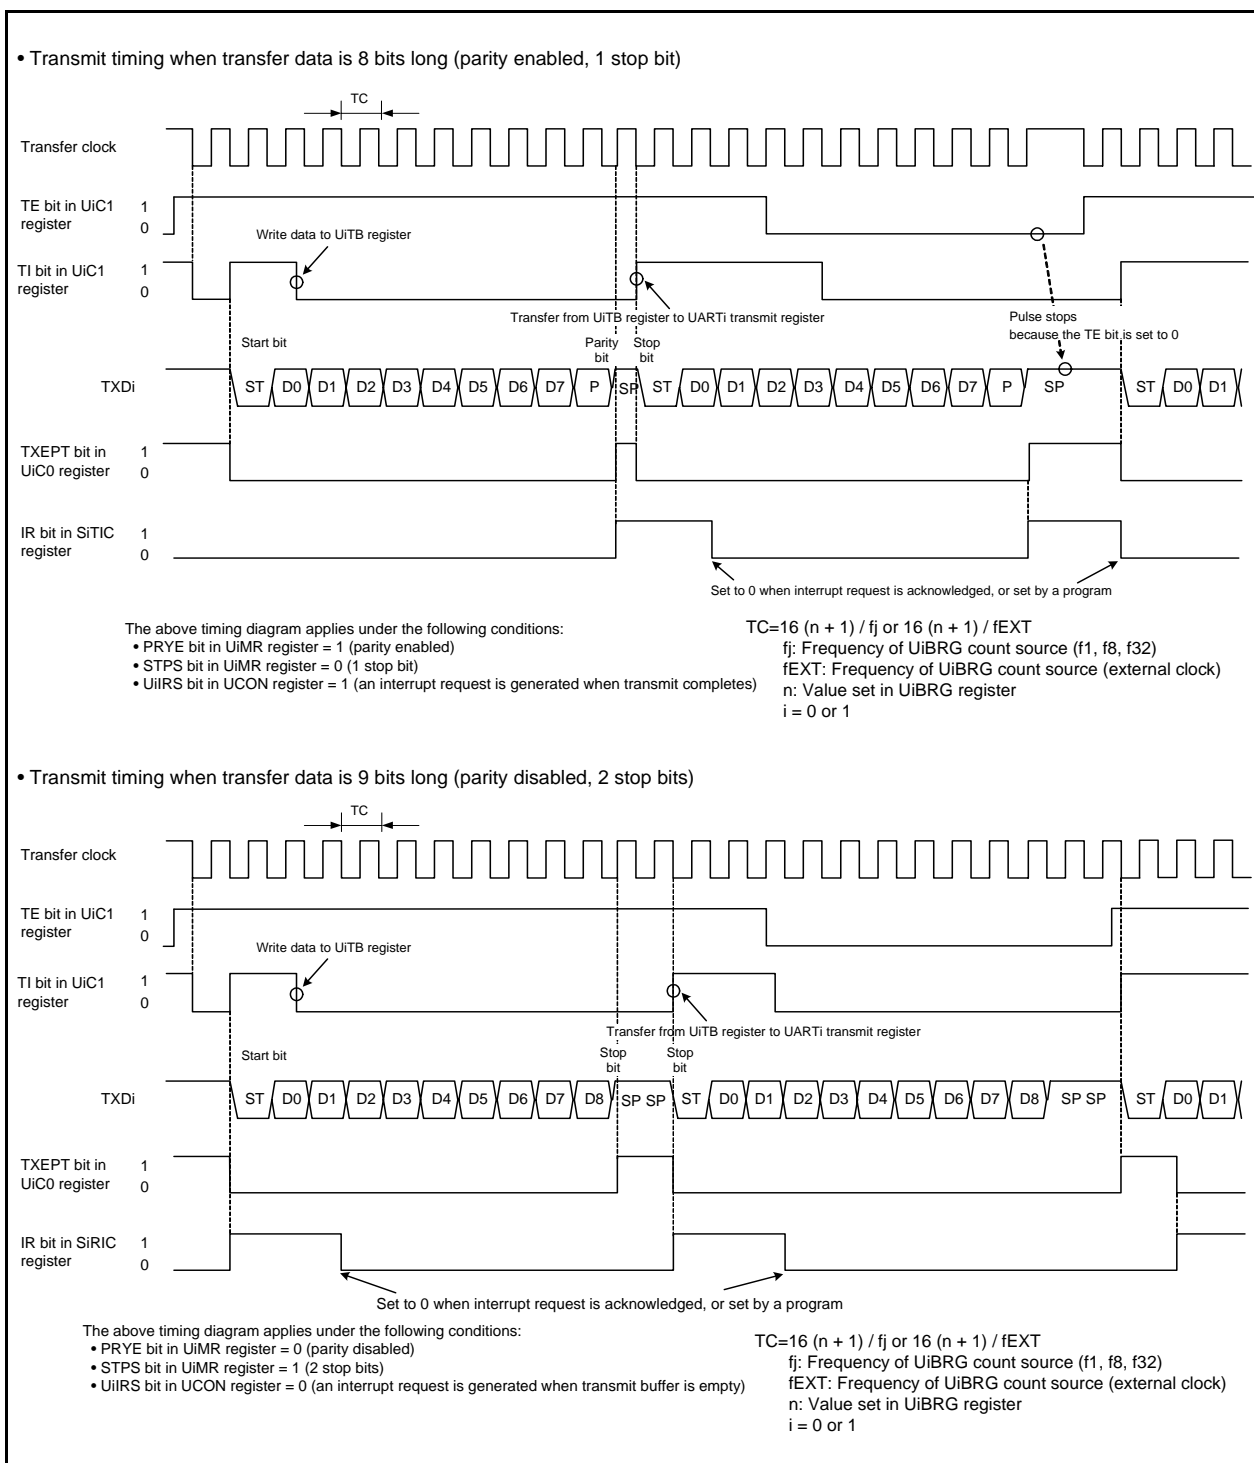 • Transmit timing when transfer data is 8 bits long (parity enabled, 1 stop bit)
TC
Transfer clock
TE bit in UiC1
register
1
0
Write data to UiTB register
TI bit in UiC1
register
1
0
Transfer from UiTB register to UARTi transmit register
Pulse stops
because the TE bit is set to 0
Start bit
Parity
bit
Stop
bit
TXDi
ST D0 D1 D2 D3 D4 D5 D6 D7 P SP ST D0 D1 D2 D3 D4 D5 D6 D7 P SP ST D0 D1
TXEPT bit in
UiC0 register
1
0
IR bit in SiTIC
register
1
0
Set to 0 when interrupt request is acknowledged, or set by a program
The above timing diagram applies under the following conditions:
• PRYE bit in UiMR register = 1 (parity enabled)
• STPS bit in UiMR register = 0 (1 stop bit)
• UiIRS bit in UCON register = 1 (an interrupt request is generated when transmit completes)
TC=16 (n + 1) / fj or 16 (n + 1) / fEXT
fj: Frequency of UiBRG count source (f1, f8, f32)
fEXT: Frequency of UiBRG count source (external clock)
n: Value set in UiBRG register
i = 0 or 1
• Transmit timing when transfer data is 9 bits long (parity disabled, 2 stop bits)
TC
Transfer clock
TE bit in UiC1
register
1
0
Write data to UiTB register
TI bit in UiC1
register
1
0
Transfer from UiTB register to UARTi transmit register
Start bit
Stop
bit
Stop
bit
TXDi
ST D0 D1 D2 D3 D4 D5 D6 D7 D8 SP SP ST D0 D1 D2 D3 D4 D5 D6 D7 D8 SP SP ST D0 D1
TXEPT bit in
UiC0 register
1
0
IR bit in SiRIC
register
1
0
Set to 0 when interrupt request is acknowledged, or set by a program
The above timing diagram applies under the following conditions:
• PRYE bit in UiMR register = 0 (parity disabled)
• STPS bit in UiMR register = 1 (2 stop bits)
• UiIRS bit in UCON register = 0 (an interrupt request is generated when transmit buffer is empty)
TC=16 (n + 1) / fj or 16 (n + 1) / fEXT
fj: Frequency of UiBRG count source (f1, f8, f32)
fEXT: Frequency of UiBRG count source (external clock)
n: Value set in UiBRG register
i = 0 or 1